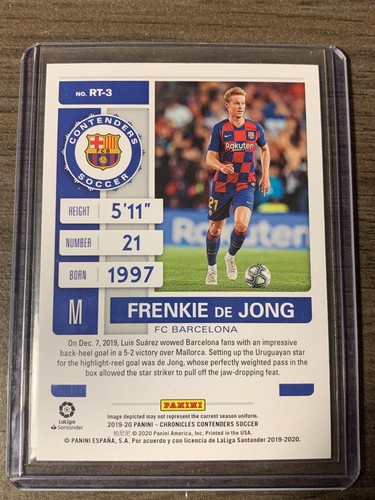 NO. RT-3
CONTENDERS
FCB
SOCCER
HEIGHT 5'11"
NUMBER 21
BORN 1997
Rakuten
21
Rakuten
M
FRENKIE DE JONG
FC BARCELONA
On Dec. 7, 2019, Luis Suárez wowed Barcelona fans with an impressive
back-heel goal in a 5-2 victory over Mallorca. Setting up the Uruguayan star
for the highlight-reel goal was de Jong, whose perfectly weighted pass in the
box allowed the star striker to pull off the jaw-dropping feat.
PANINI
LaLiga
Santander
Image depicted may not represent the current season uniform.
2019-20 PANINI – CHRONICLES CONTENDERS SOCCER
© 2020 Panini America, Inc. Printed in the USA.
© PANINI ESPAÑA, S.A. Por acuerdo y con licencia de LaLiga Santander 2019-2020.